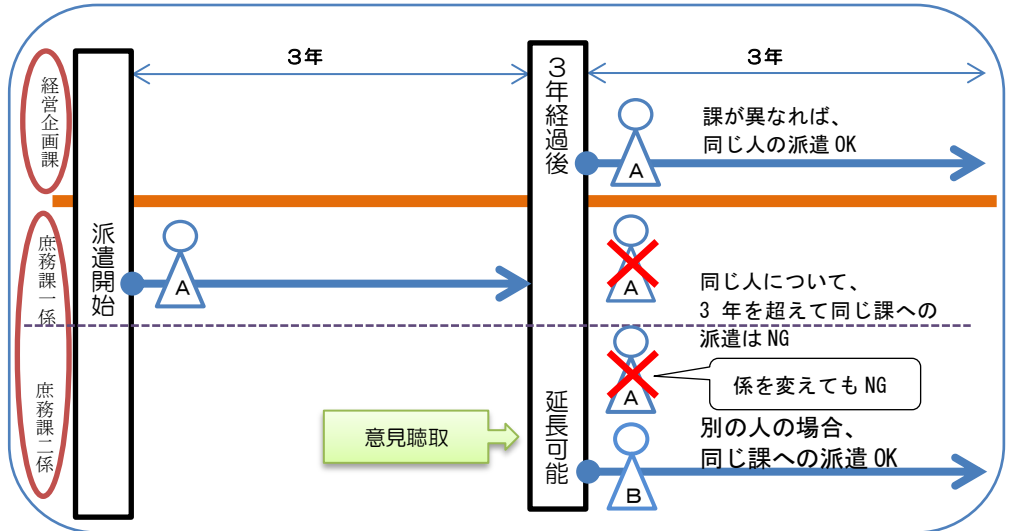 ３年
３年
経営企画課
派遣開始
３年経過後
A
課が異なれば、
同じ人の派遣 OK
庶務課一係
A
A
同じ人について、
3 年を超えて同じ課への
派遣は NG
庶務課二係
A
係を変えても NG
意見聴取
延長可能
B
別の人の場合、
同じ課への派遣 OK